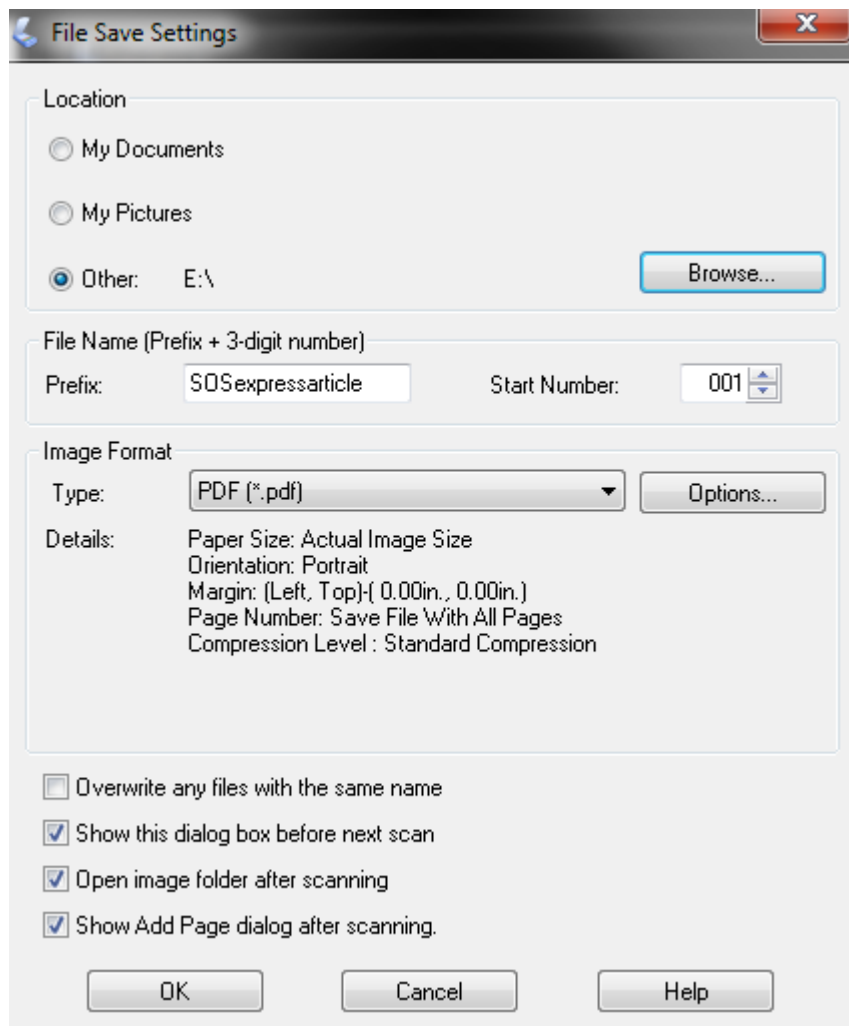 File Save Settings
Location
My Documents
My Pictures
Other: E:\ Browse...
File Name (Prefix + 3-digit number)
Prefix: SOSexpressarticle Start Number: 001
Image Format
Type: PDF (*.pdf) Options...
Details: Paper Size: Actual Image Size
Orientation: Portrait
Margin: (Left, Top)-( 0.00in., 0.00in.)
Page Number: Save File With All Pages
Compression Level : Standard Compression
Overwrite any files with the same name
Show this dialog box before next scan
Open image folder after scanning
Show Add Page dialog after scanning.
OK Cancel Help